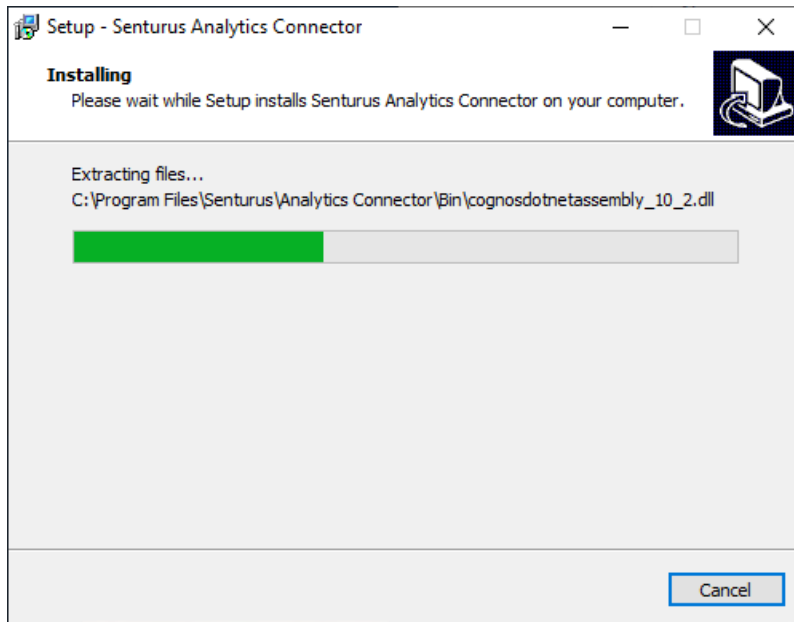 Setup - Senturus Analytics Connector
Installing
Please wait while Setup installs Senturus Analytics Connector on your computer.
Extracting files...
C:\Program Files\Senturus\Analytics Connector\Bin\cognosdotnetassembly_10_2.dll
Cancel